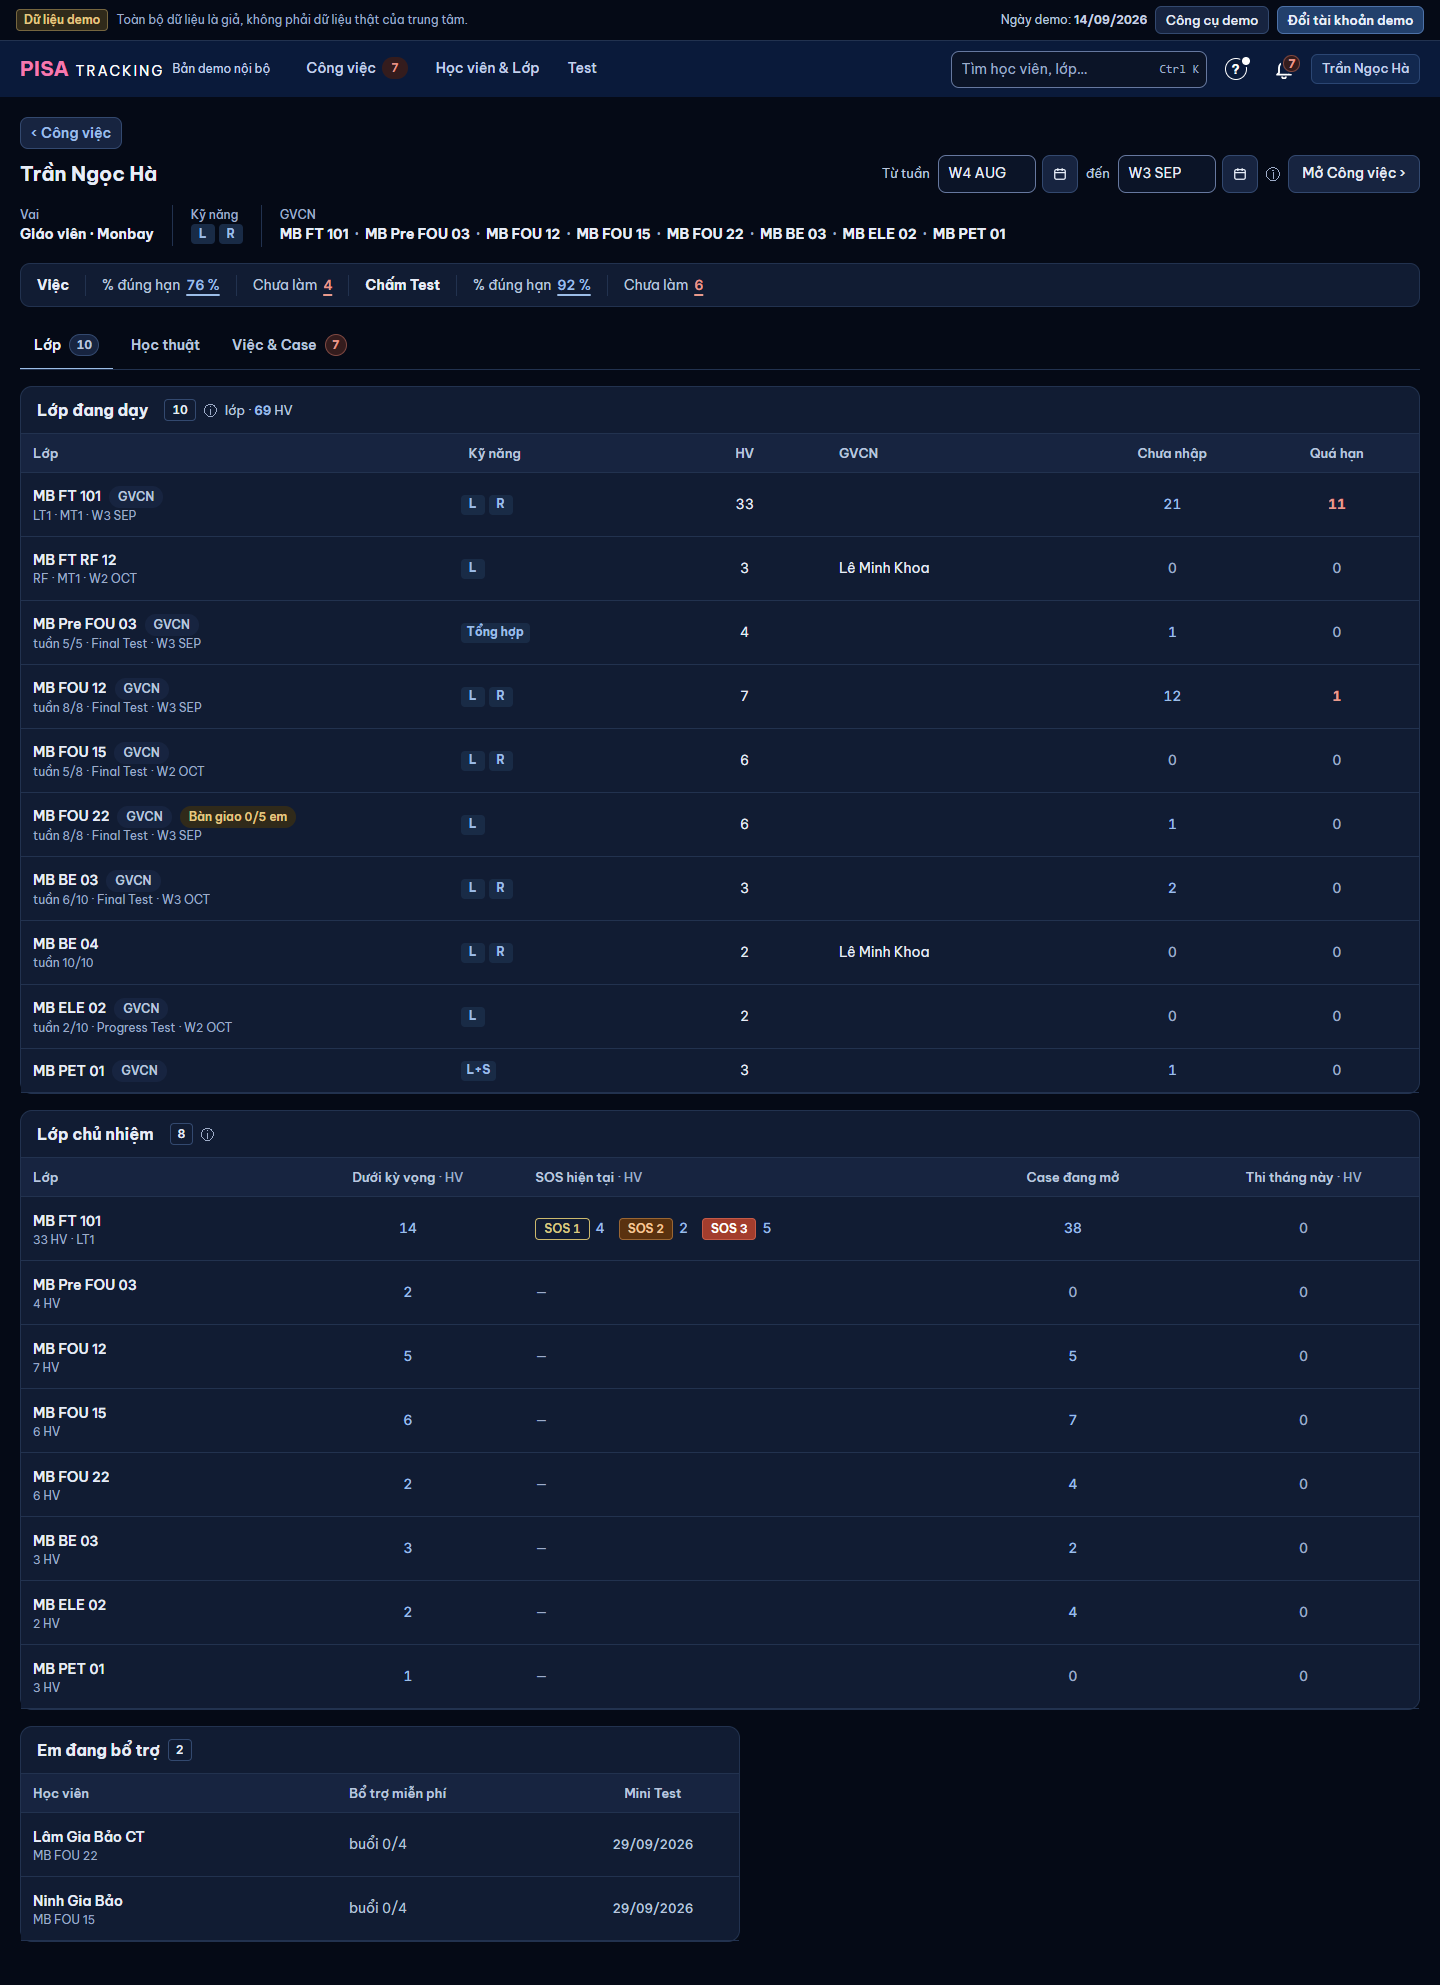 Dữ liệu demo Toàn bộ dữ liệu là giả, không phải dữ liệu thật của trung tâm. Ngày demo: 14/09/2026 Công cụ demo Đổi tài khoản demo
PISA TRACKING Bản demo nội bộ Công việc 7 Học viên & Lớp Test Tìm học viên, lớp... Ctrl K ? 7 Trần Ngọc Hà
‹ Công việc
Trần Ngọc Hà Từ tuần W4 AUG đến W3 SEP Mở Công việc ›
Vai Kỹ năng GVCN
Giáo viên · Monbay L R MB FT 101 · MB Pre FOU 03 · MB FOU 12 · MB FOU 15 · MB FOU 22 · MB BE 03 · MB ELE 02 · MB PET 01
Việc % đúng hạn 76 % Chưa làm 4 Chấm Test % đúng hạn 92 % Chưa làm 6
Lớp 10 Học thuật Việc & Case 7
Lớp đang dạy 10 lớp · 69 HV
Lớp Kỹ năng HV GVCN Chưa nhập Quá hạn
MB FT 101 GVCN L R 33 21 11
LT1 · MT1 · W3 SEP
MB FT RF 12 L 3 Lê Minh Khoa 0 0
RF · MT1 · W2 OCT
MB Pre FOU 03 GVCN Tổng hợp 4 1 0
tuần 5/5 · Final Test · W3 SEP
MB FOU 12 GVCN L R 7 12 1
tuần 8/8 · Final Test · W3 SEP
MB FOU 15 GVCN L R 6 0 0
tuần 5/8 · Final Test · W2 OCT
MB FOU 22 GVCN Bàn giao 0/5 em L 6 1 0
tuần 8/8 · Final Test · W3 SEP
MB BE 03 GVCN L R 3 2 0
tuần 6/10 · Final Test · W3 OCT
MB BE 04 L R 2 Lê Minh Khoa 0 0
tuần 10/10
MB ELE 02 GVCN L 2 0 0
tuần 2/10 · Progress Test · W2 OCT
MB PET 01 GVCN L+S 3 1 0
Lớp chủ nhiệm 8
Lớp Dưới kỳ vọng · HV SOS hiện tại · HV Case đang mở Thi tháng này · HV
MB FT 101 14 SOS 1 4 SOS 2 2 SOS 3 5 38 0
33 HV · LT1
MB Pre FOU 03 2 — 0 0
4 HV
MB FOU 12 5 — 5 0
7 HV
MB FOU 15 6 — 7 0
6 HV
MB FOU 22 2 — 4 0
6 HV
MB BE 03 3 — 2 0
3 HV
MB ELE 02 2 — 4 0
2 HV
MB PET 01 1 — 0 0
3 HV
Em đang bổ trợ 2
Học viên Bổ trợ miễn phí Mini Test
Lâm Gia Bảo CT buổi 0/4 29/09/2026
MB FOU 22
Ninh Gia Bảo buổi 0/4 29/09/2026
MB FOU 15